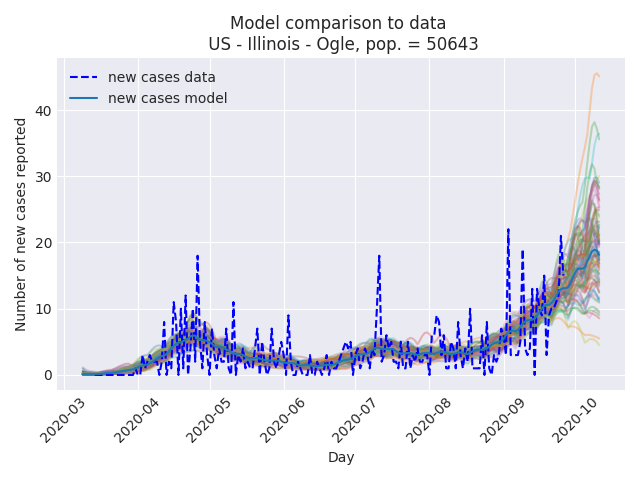 Model comparison to data
US - Illinois - Ogle, pop. = 50643
new cases data
new cases model
Number of new cases reported
40
30
20
10
0
2020-03
2020-04
2020-05
2020-06
2020-07
2020-08
2020-09
2020-10
Day